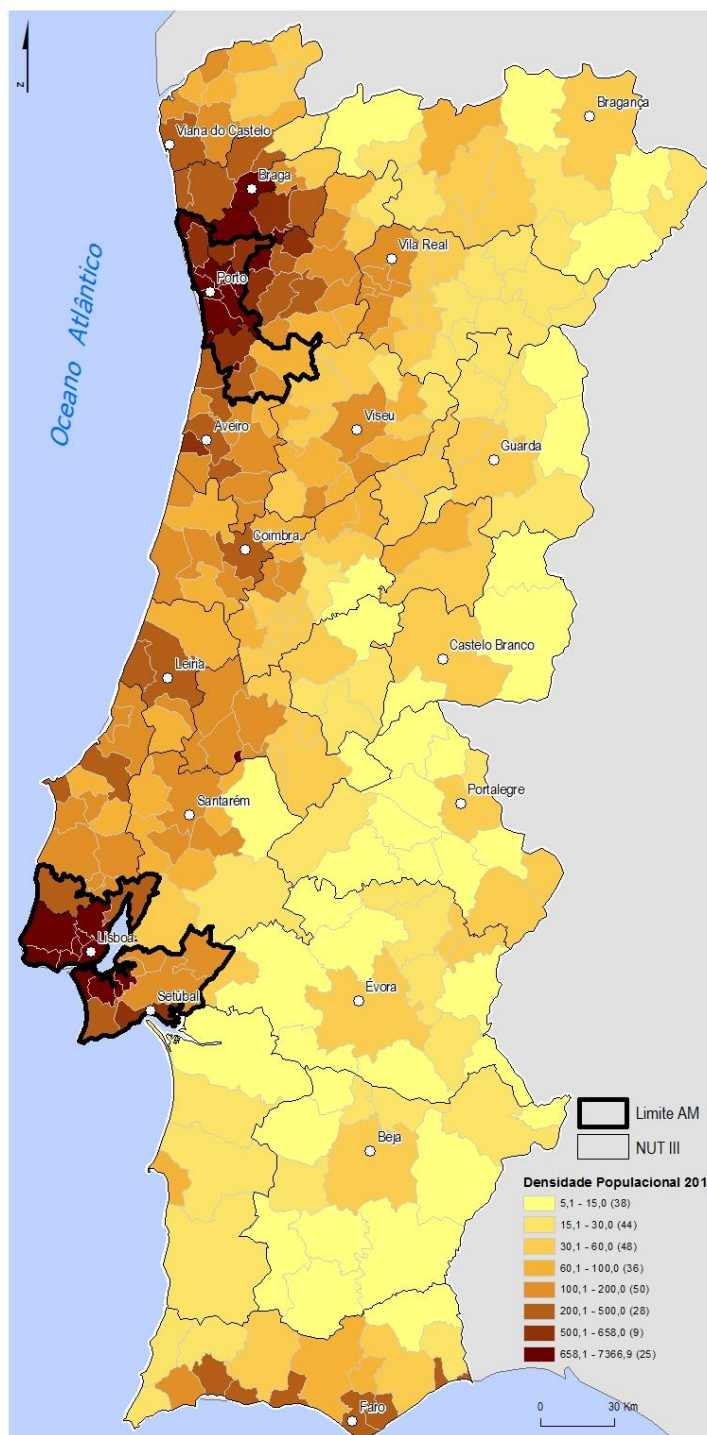 N
Bragança
Viana do Castelo
Braga
Vila Real
Porto
Oceano Atlântico
Viseu
Aveiro
Guarda
Coimbra
Castelo Branco
Leiria
Portalegre
Santarém
Lisboa
Évora
Setúbal
Limite AM
NUT III
Beja
Densidade Populacional 201
5,1 - 15,0 (38)
15,1 - 30,0 (44)
30,1 - 60,0 (48)
60,1 - 100,0 (36)
100,1 - 200,0 (50)
200,1 - 500,0 (28)
500,1 - 658,0 (9)
658,1 - 7366,9 (25)
0 30 Km
Faro